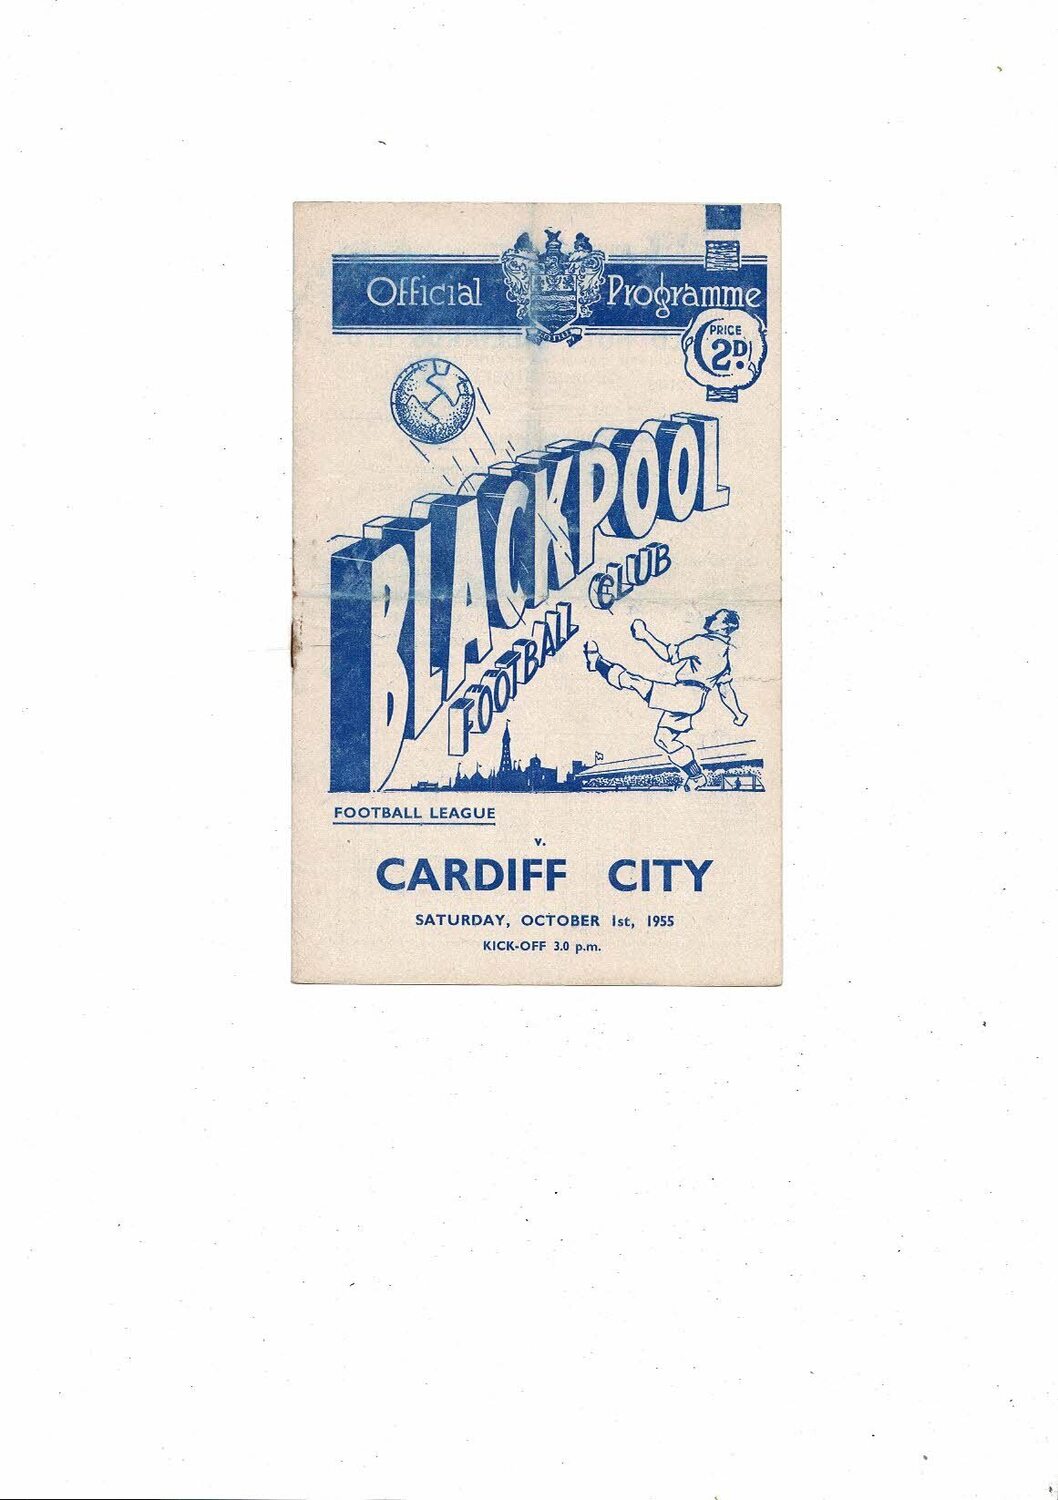 Official Programme
PRICE
2D.
BLACKPOOL
FOOTBALL CLUB
FOOTBALL LEAGUE
v.
CARDIFF CITY
SATURDAY, OCTOBER 1st, 1955
KICK-OFF 3.0 p.m.